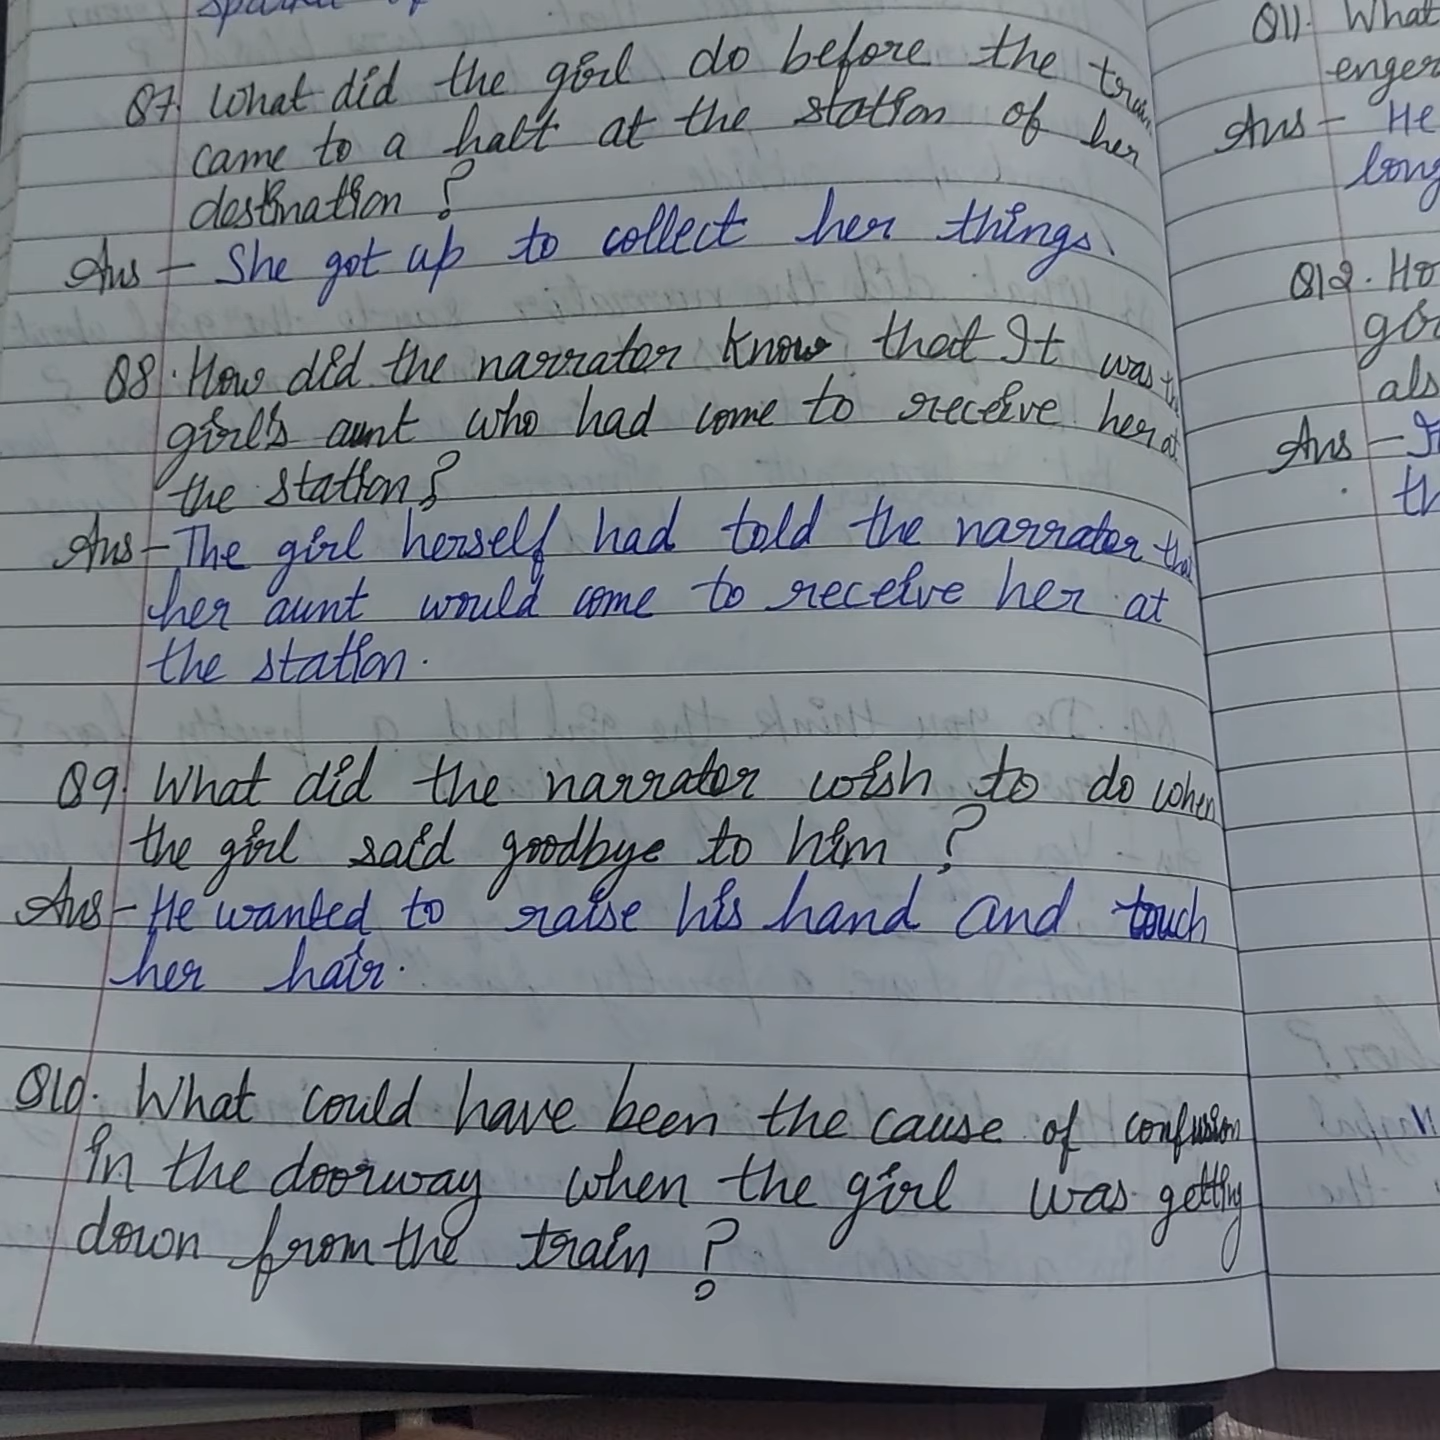 Q7. What did the girl do before the train
came to a halt at the station of her
destination ?
Ans - She got up to collect her things.
Q8. How did the narrator know that It was
girl's aunt who had come to receive her at
the station ?
Ans - The girl herself had told the narrator that
her aunt would come to receive her at
the station.
Q9. What did the narrator wish to do when
the girl said goodbye to him ?
Ans - He wanted to raise his hand and touch
her hair.
Q10. What could have been the cause of confusion
in the doorway when the girl was getting
down from the train ?
Q11. What
Ans - He
long
Q12.
Ans -